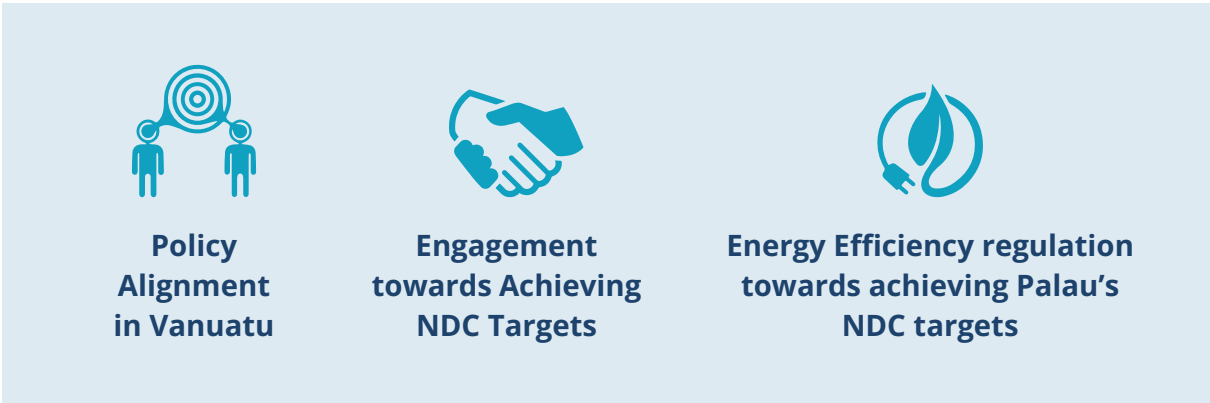 Policy
Alignment
in Vanuatu
Engagement
towards Achieving
NDC Targets
Energy Efficiency regulation
towards achieving Palau’s
NDC targets